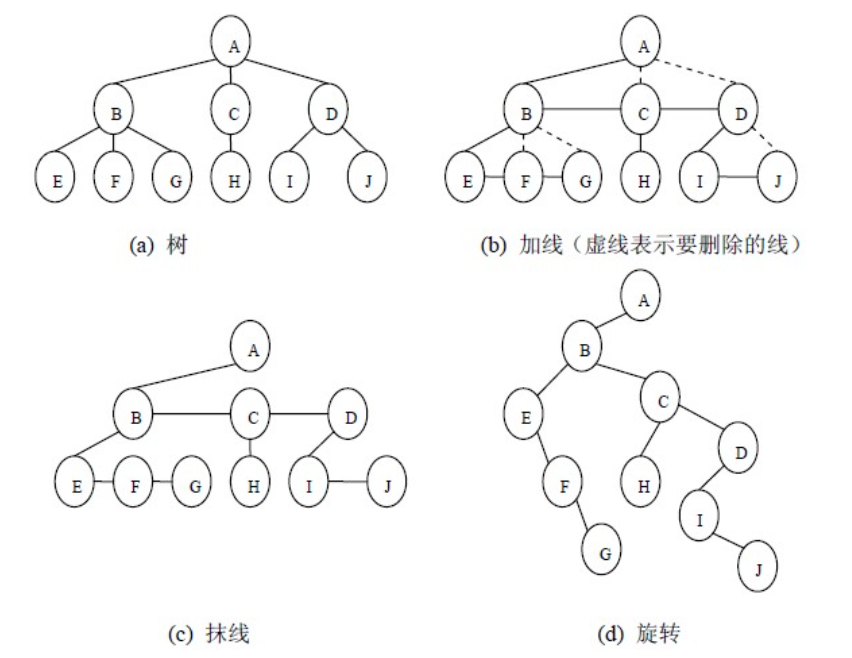 A
B C D
E F G H I J
(a) 树
A
B C D
E F G H I J
(b) 加线（虚线表示要删除的线）
A
B C D
E F G H I J
(c) 抹线
A
B
C
E
D
F H
I
G
J
(d) 旋转